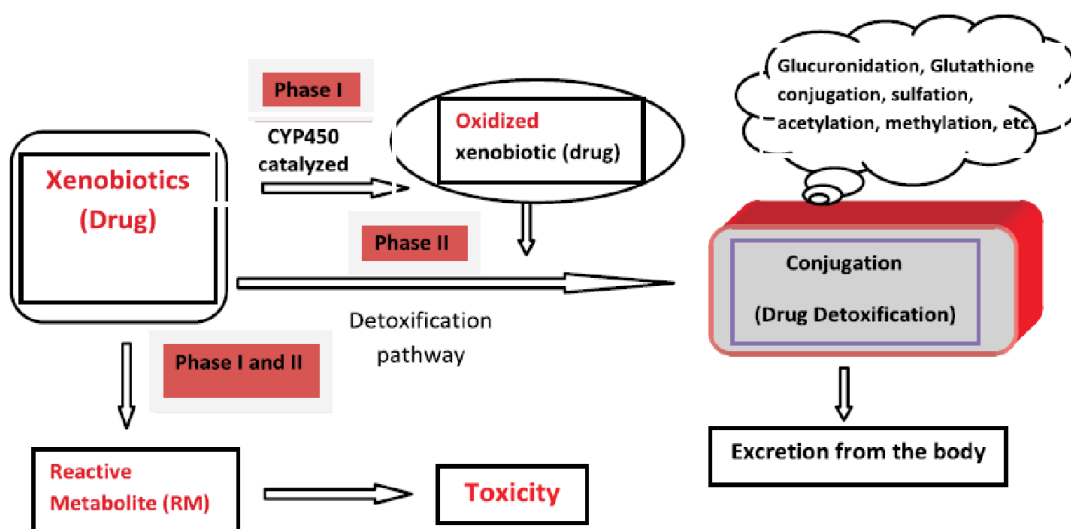 Phase I
CYP450
catalyzed
Oxidized
xenobiotic (drug)
Glucuronidation, Glutathione
conjugation, sulfation,
acetylation, methylation, etc.
Xenobiotics
(Drug)
Phase II
Detoxification
pathway
Conjugation
(Drug Detoxification)
Phase I and II
Reactive
Metabolite (RM)
Toxicity
Excretion from the body